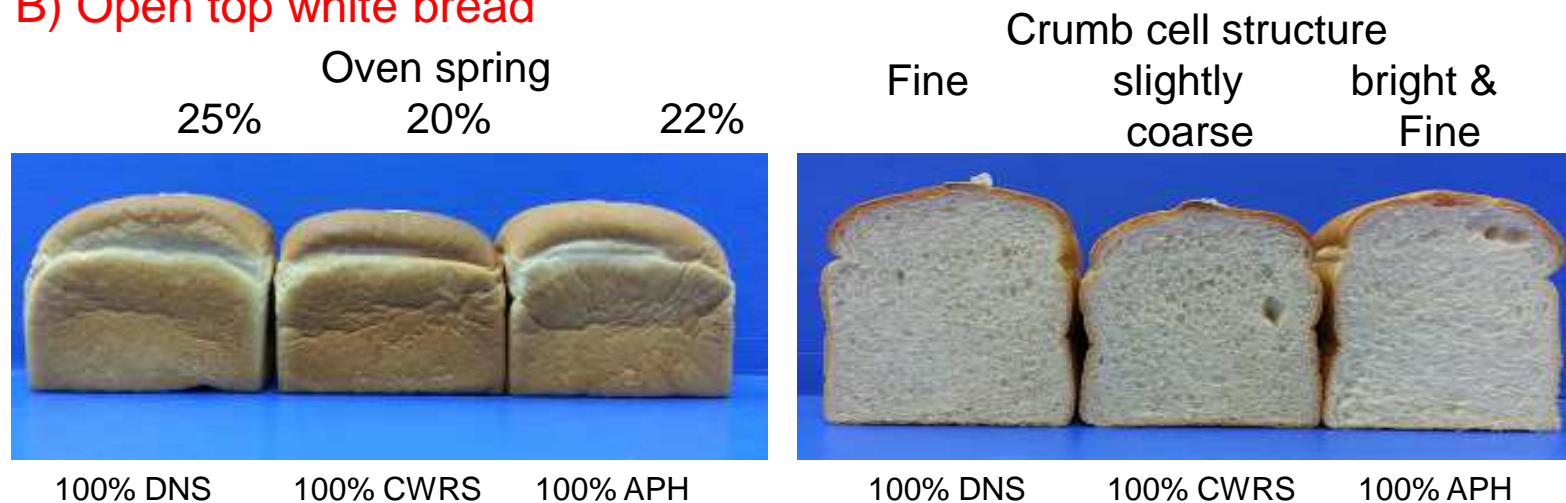 B) Open top white bread
Oven spring
25% 20% 22%
100% DNS 100% CWRS 100% APH
Crumb cell structure
Fine slightly coarse bright & Fine
100% DNS 100% CWRS 100% APH